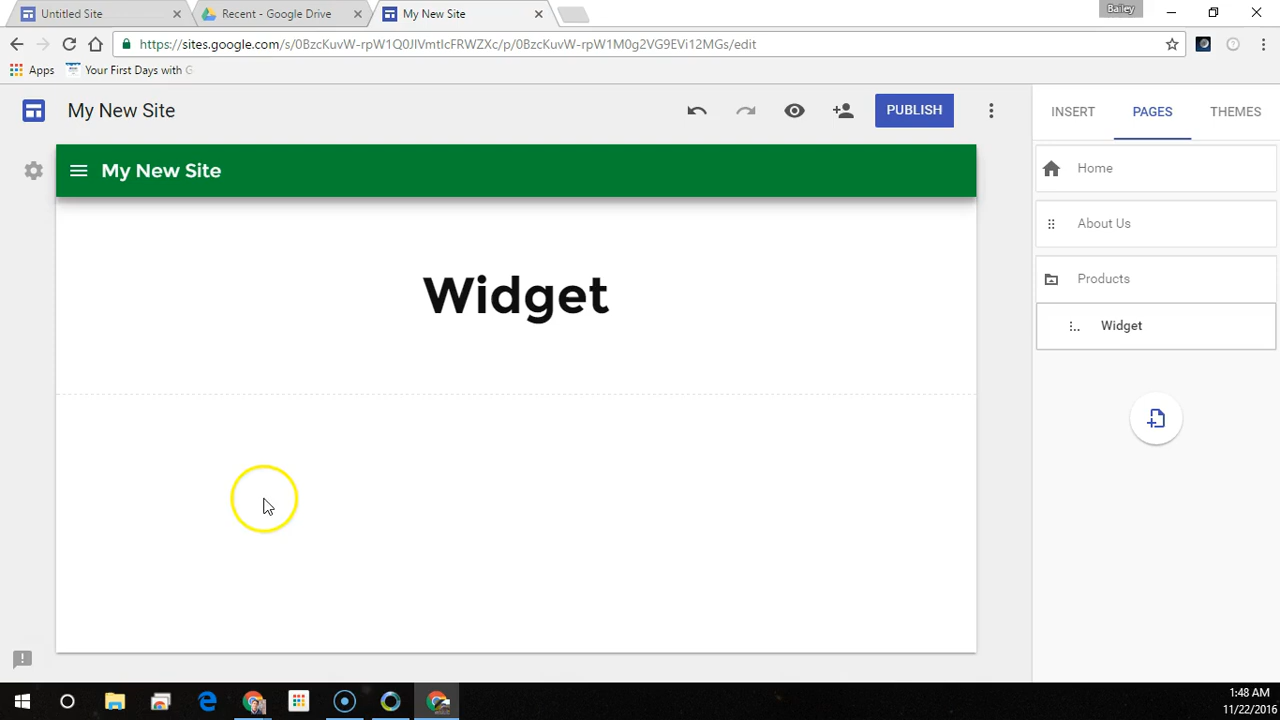 Untitled Site
Recent - Google Drive
My New Site
Bailey
https://sites.google.com/s/0BzcKuvW-rpW1Q0JIVmtIcFRWZXc/p/0BzcKuvW-rpW1M0g2VG9EVi12MGs/edit
Apps
Your First Days with G
My New Site
PUBLISH
INSERT
PAGES
THEMES
My New Site
Home
About Us
Products
Widget
Widget
1:48 AM
11/22/2016